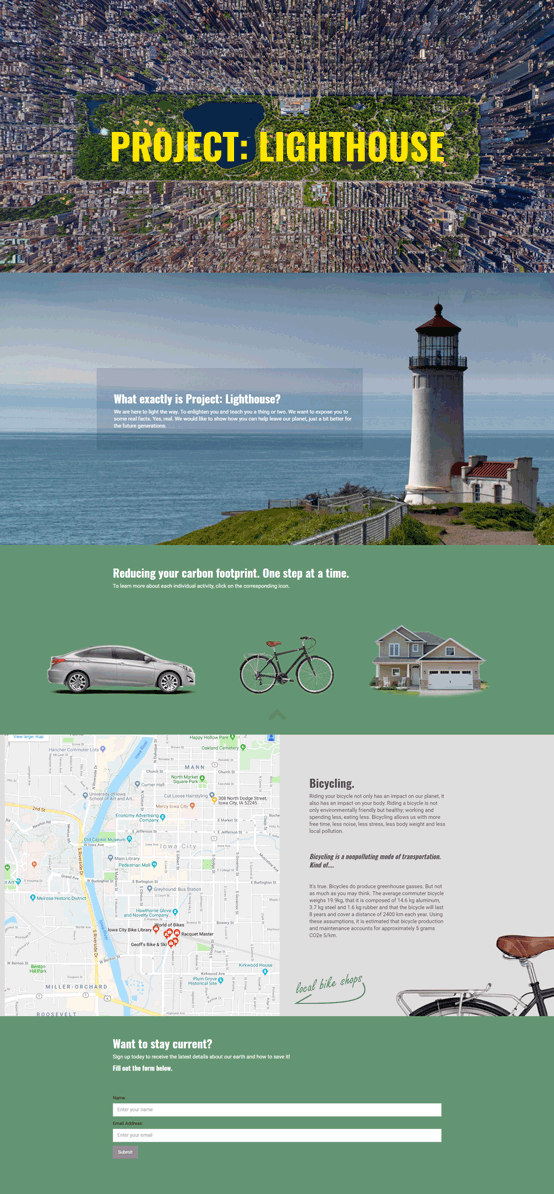 PROJECT: LIGHTHOUSE
What exactly is Project: Lighthouse?
We are here to light the way. To enlighten you and teach you a thing or two. We want to expose you to
some real facts. Yes, real. We would like to show how you can help leave our planet, just a bit better for
the future generations.
Reducing your carbon footprint. One step at a time.
To learn more about each individual activity, click on the corresponding icon.
View larger map
Hancher Commuter Lot
Happy Hollow Park
Oakland Cemetery
MANN
North Market Square Park
Carver Hall
University of Iowa School of Art
Cut Loose Hairstyling
308 North Dodge Street, Iowa City, IA 52245
Mercy Iowa City
2nd St
Economy Advertising Company
Old Capitol Museum
Iowa City
Main Library
Pedestrian Mall
Greyhound Bus Station
Melrose Historic District
Howard and Novelty Company
World of Bikes
Iowa City Bike Library
Racquet Master
Geoff's Bike & Ski
Benton Hill Park
Kirkwood Ave
Kirkwood House
Plum Grove Historical Site
MILLER-ORCHARD
ROOSEVELT
Bicycling.
Riding your bicycle not only has an impact on our planet, it
also has an impact on your body. Riding a bicycle is not
only environmentally friendly but healthy, working and
spending less, eating less. Bicycling allows us with more
free time, less noise, less stress, less body weight and less
local pollution.
Bicycling is a nonpolluting mode of transportation.
Kind of...
It's true. Bicycles do produce greenhouse gasses. But not
as much as you may think. The average commuter bicycle
weighs 19.9kg, that it is composed of 14.6 kg aluminum,
3.7 kg steel and 1.6 kg rubber and that the bicycle will last
8 years and cover a distance of 2400 km each year. Using
these assumptions, it is estimated that bicycle production
and maintenance accounts for approximately 5 grams
CO2e 5/km.
local bike shops
Want to stay current?
Sign up today to receive the latest details about our earth and how to save it!
Fill out the form below.
Name:
Enter your name
Email Address
Enter your email
Submit